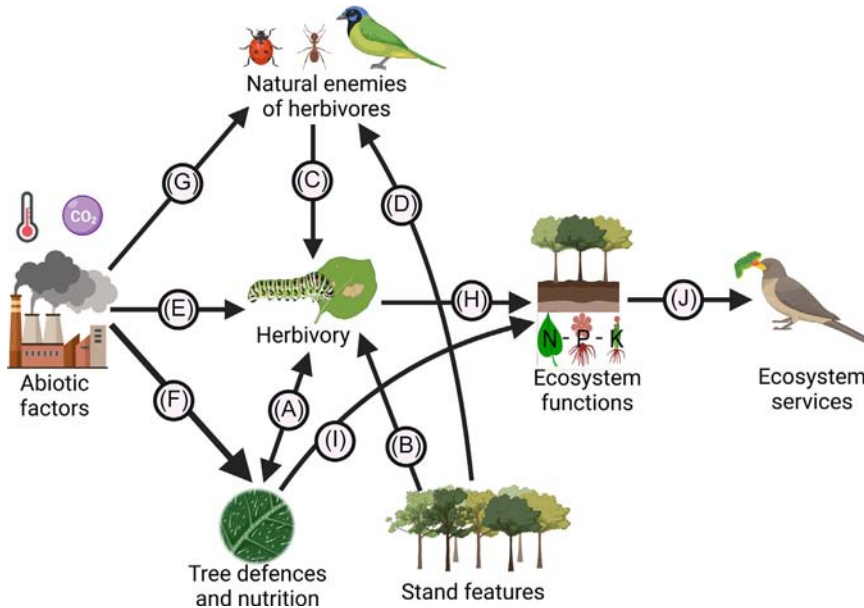 Natural enemies
of herbivores
(G)
(C)
(D)
CO₂
(E)
(H)
(J)
Herbivory
N - P - K
Abiotic
factors
Ecosystem
functions
Ecosystem
services
(F)
(A)
(I)
(B)
Tree defences
and nutrition
Stand features